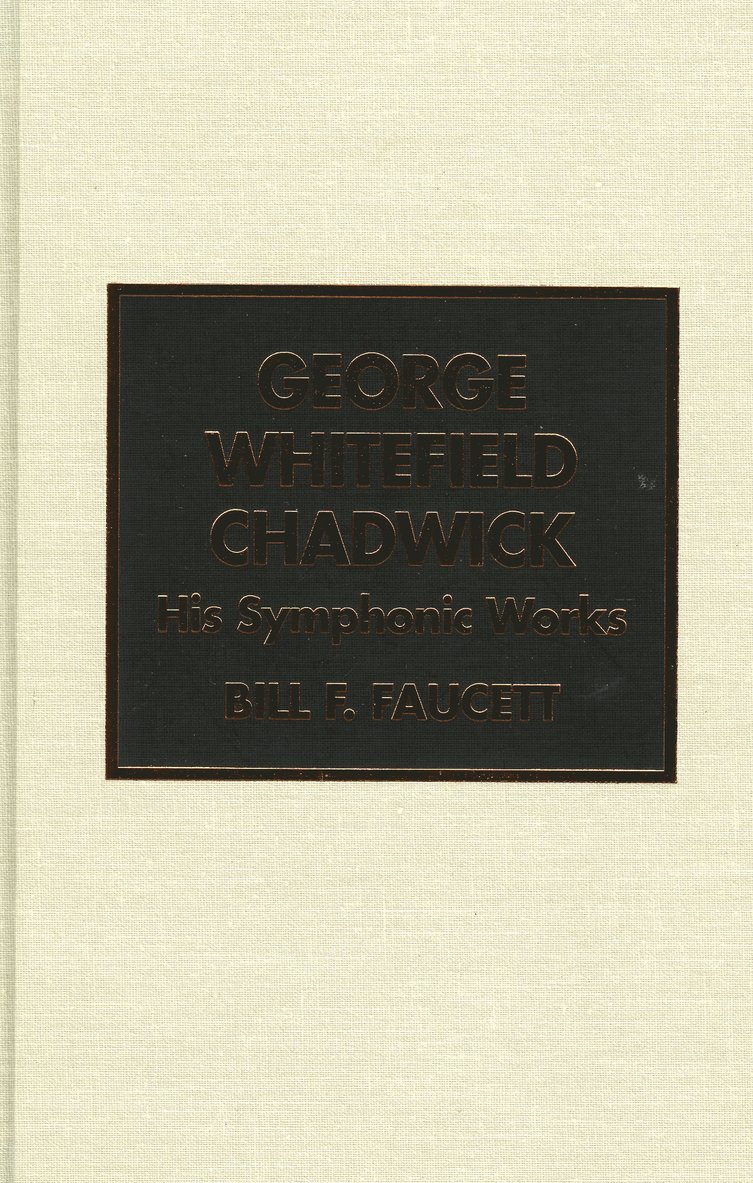 GEORGE
WHITEFIELD
CHADWICK
His Symphonic Works
BILL F. FAUCETT